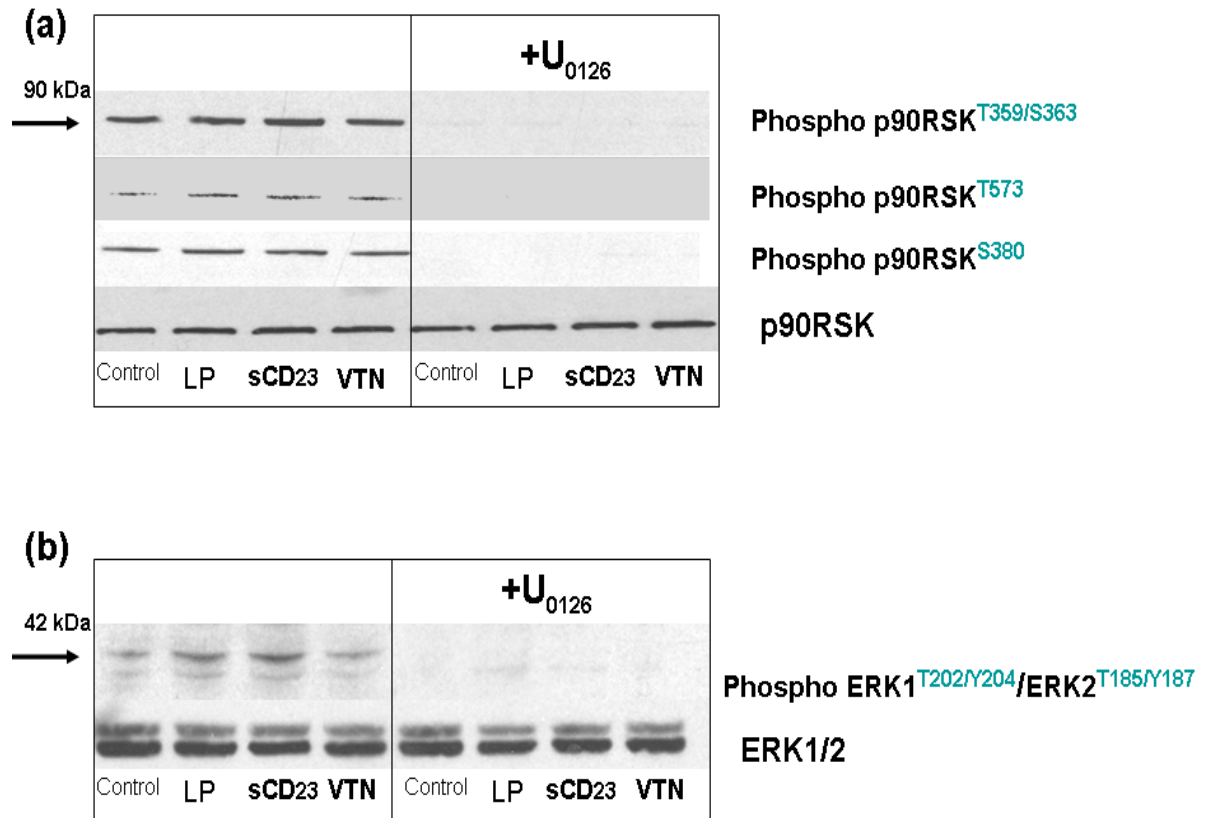 (a)
+U0126
90 kDa
Phospho p90RSKT359/S363
Phospho p90RSKT573
Phospho p90RSKS380
p90RSK
Control LP sCD23 VTN Control LP sCD23 VTN
(b)
+U0126
42 kDa
Phospho ERK1T202/Y204/ERK2T185/Y187
ERK1/2
Control LP sCD23 VTN Control LP sCD23 VTN